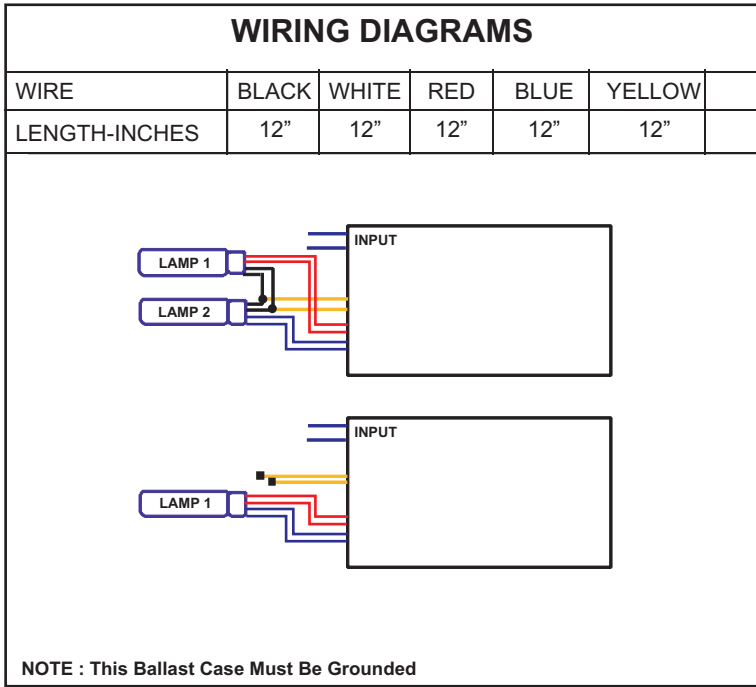 WIRING DIAGRAMS
WIRE BLACK WHITE RED BLUE YELLOW
LENGTH-INCHES 12” 12” 12” 12” 12”
INPUT
LAMP 1
LAMP 2
INPUT
LAMP 1
NOTE : This Ballast Case Must Be Grounded